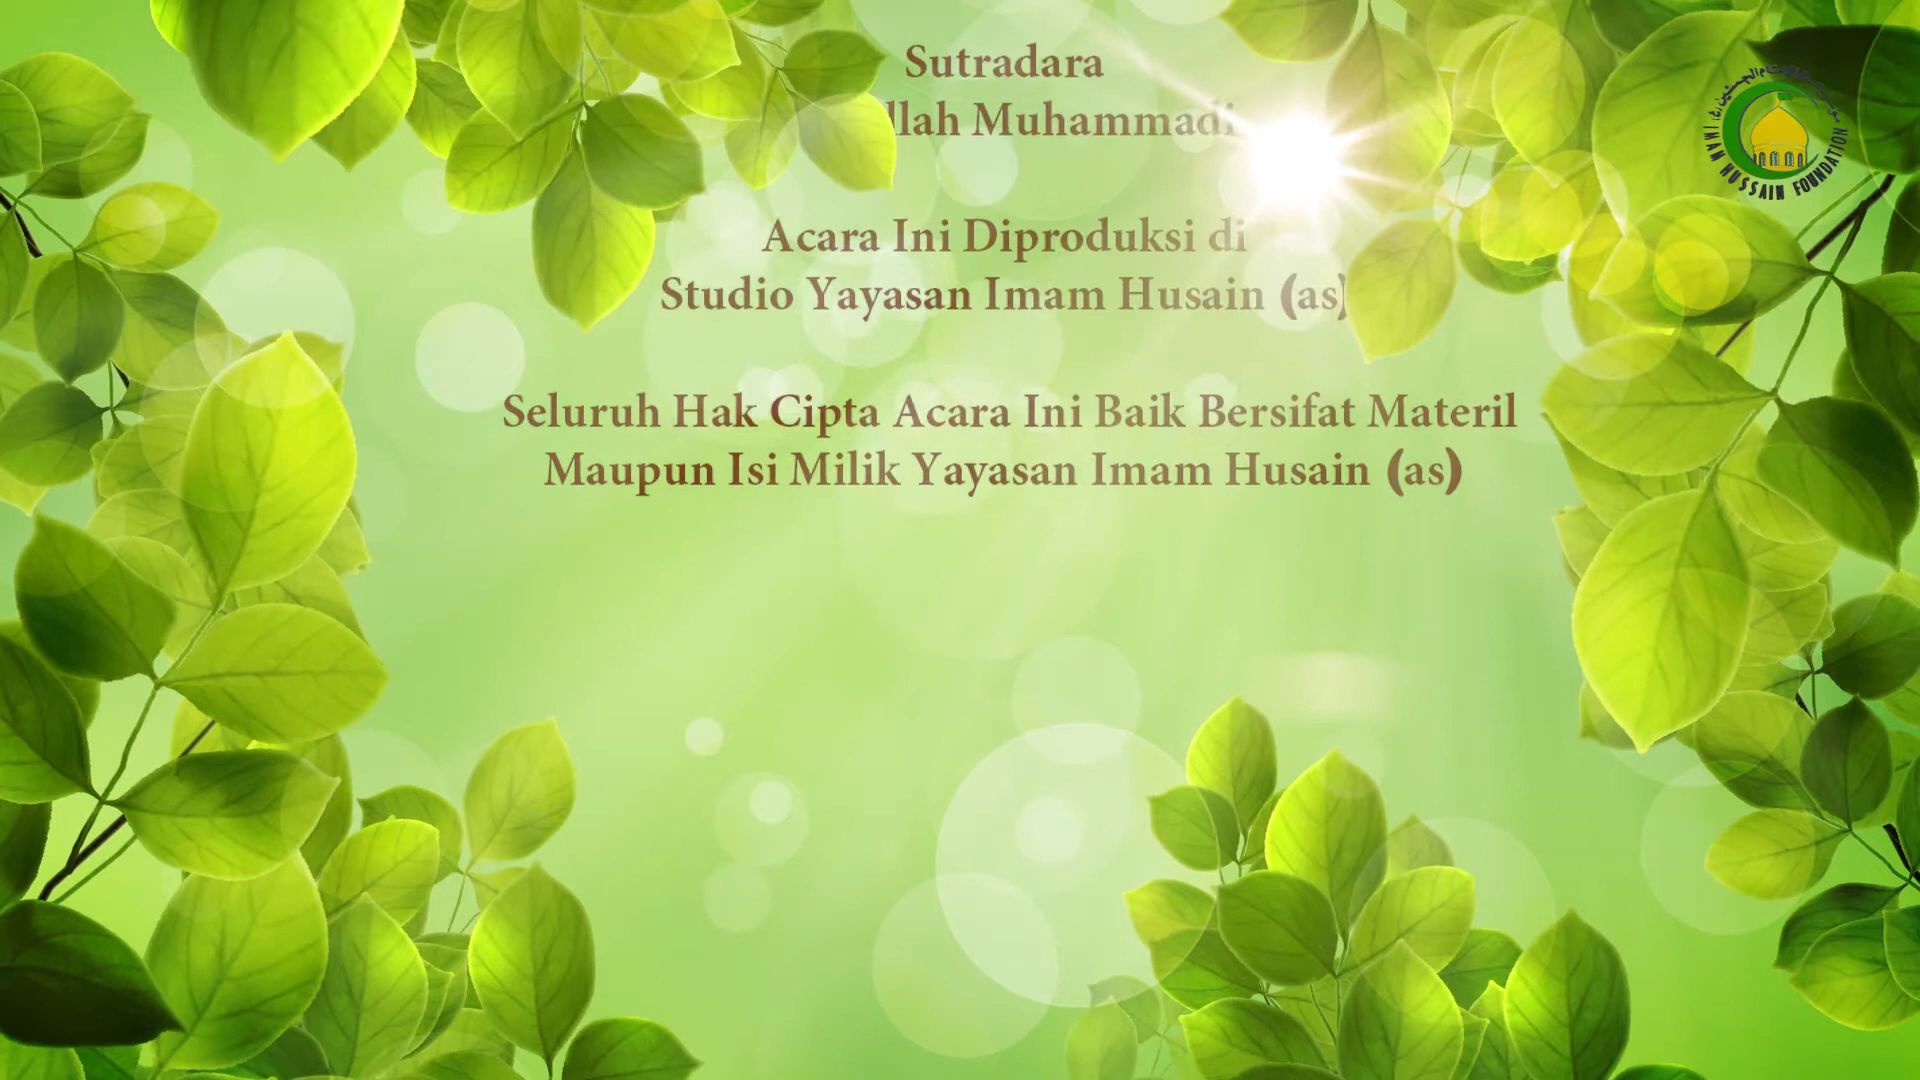 Sutradara
Muhammadi
Acara Ini Diproduksi di
Studio Yayasan Imam Husain (as)
Seluruh Hak Cipta Acara Ini Baik Bersifat Materil
Maupun Isi Milik Yayasan Imam Husain (as)
IMAM HUSSAIN FOUNDATION